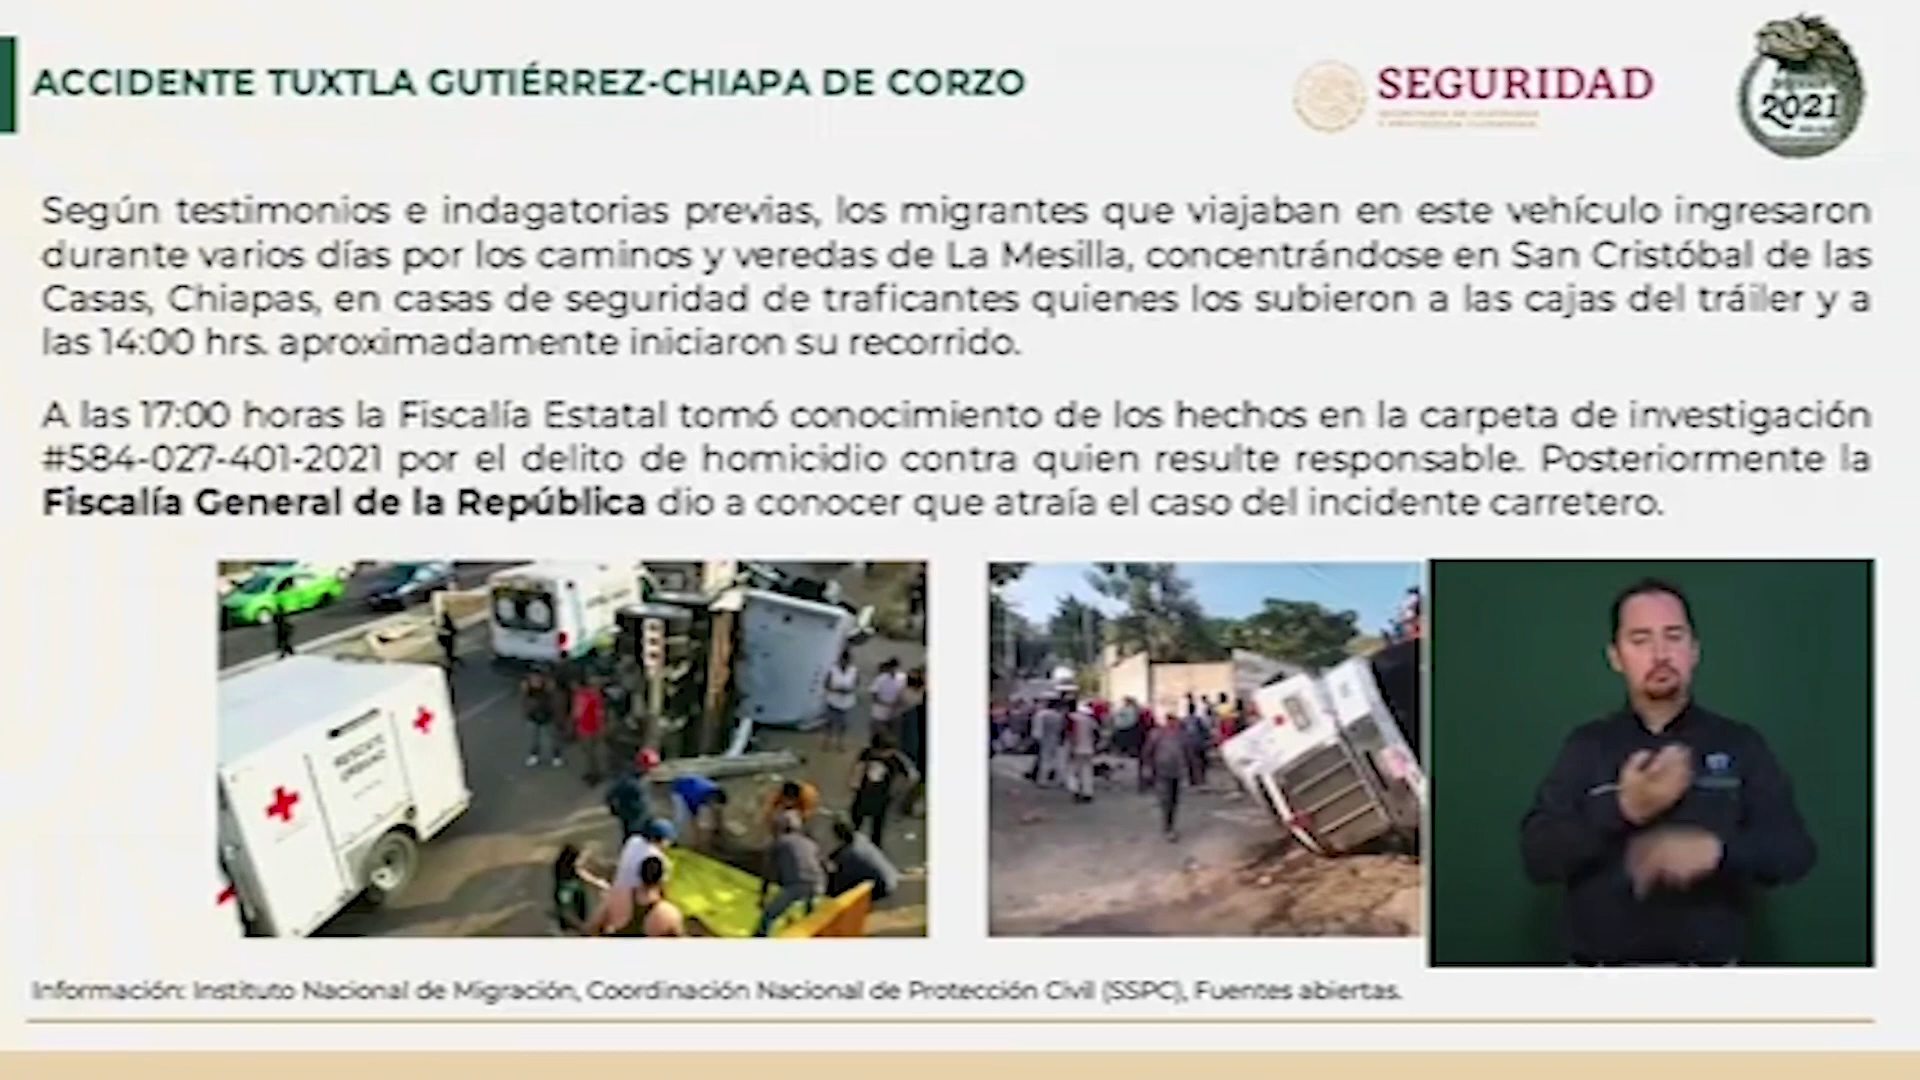 ACCIDENTE TUXTLA GUTIÉRREZ-CHIAPA DE CORZO
SEGURIDAD
2021
Según testimonios e indagatorias previas, los migrantes que viajaban en este vehículo ingresaron
durante varios días por los caminos y veredas de La Mesilla, concentrándose en San Cristóbal de las
Casas, Chiapas, en casas de seguridad de traficantes quienes los subieron a las cajas del tráiler y a
las 14:00 hrs. aproximadamente iniciaron su recorrido.
A las 17:00 horas la Fiscalía Estatal tomó conocimiento de los hechos en la carpeta de investigación
#584-027-401-2021 por el delito de homicidio contra quien resulte responsable. Posteriormente la
Fiscalía General de la República dio a conocer que atraía el caso del incidente carretero.
RESCATE
URBANO
Información: Instituto Nacional de Migración, Coordinación Nacional de Protección Civil (SSPC), Fuentes abiertas.